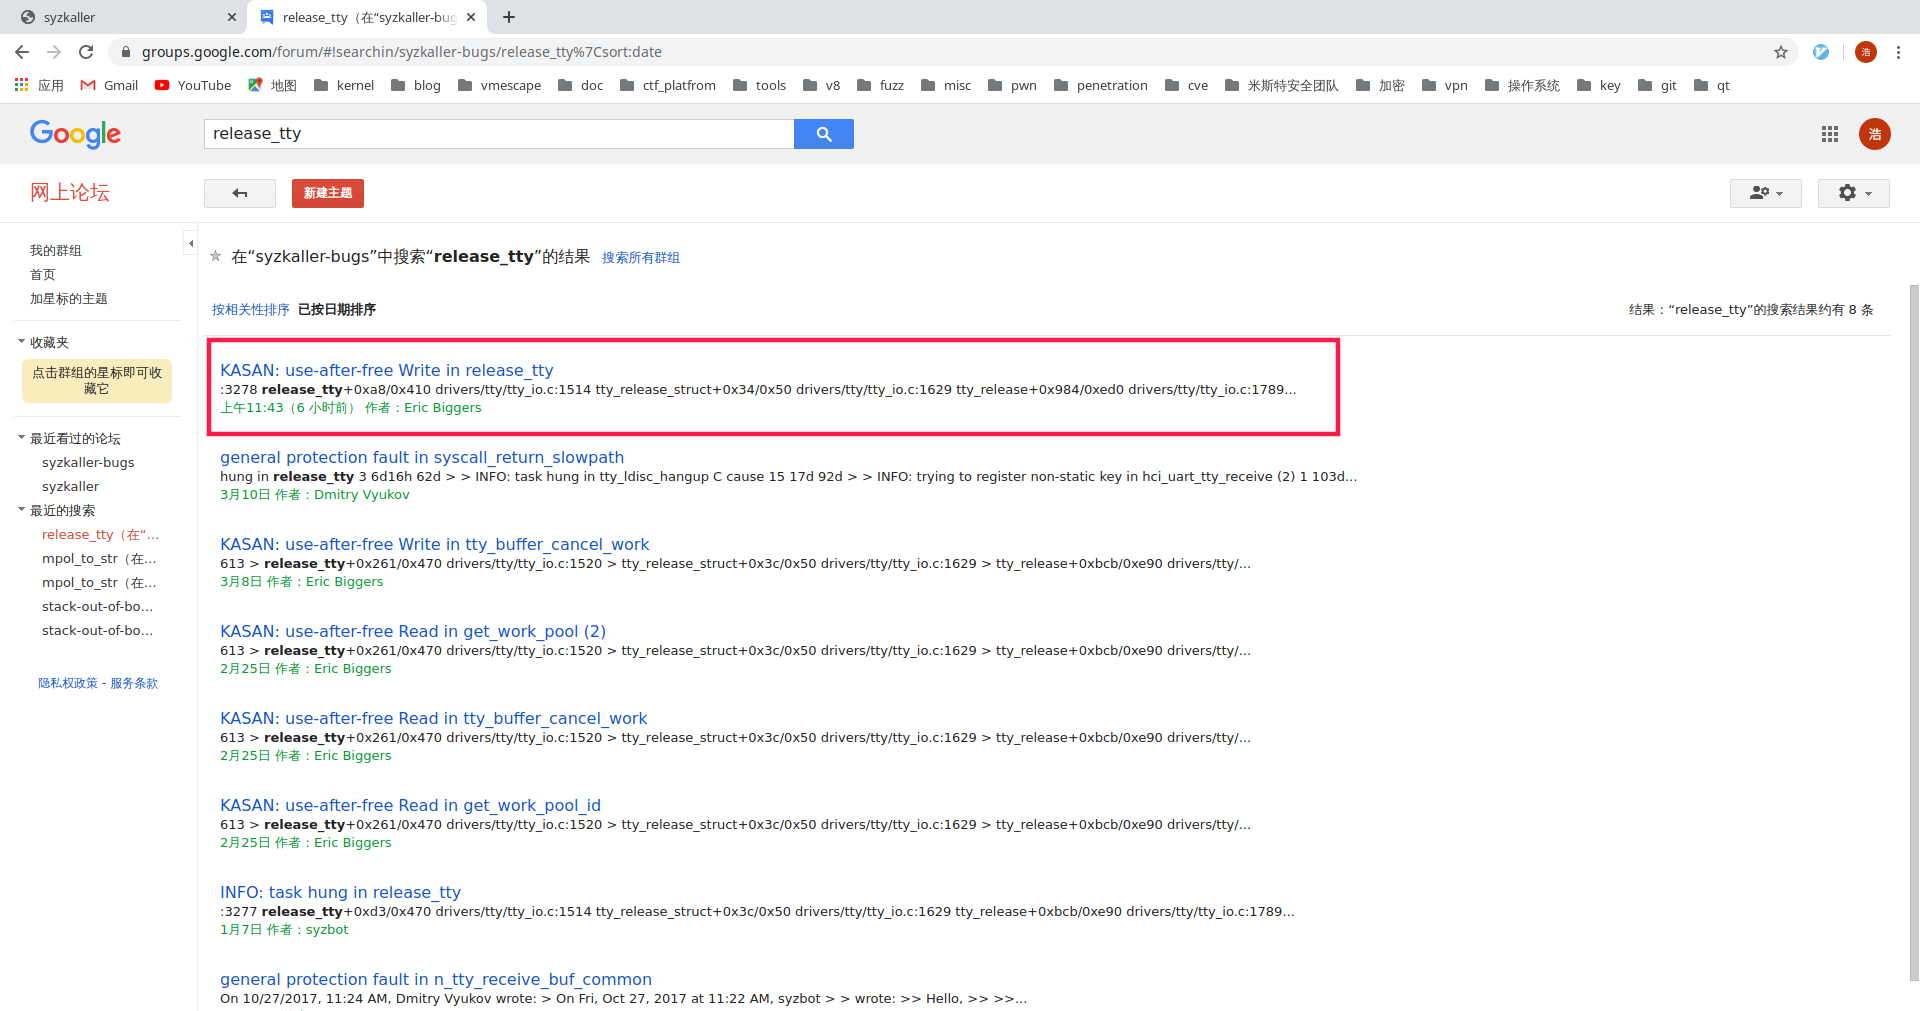 syzkaller
release_tty（在“syzkaller-bug
groups.google.com/forum/#!searchin/syzkaller-bugs/release_tty%7Csort:date
浩
应用 Gmail YouTube 地图 kernel blog vmescape doc ctf_platfrom tools v8 fuzz misc pwn penetration cve 米斯特安全团队 加密 vpn 操作系统 key git qt
Google
release_tty
浩
网上论坛
新建主题
我的群组
首页
加星标的主题
收藏夹
点击群组的星标即可收
藏它
最近看过的论坛
syzkaller-bugs
syzkaller
最近的搜索
release_tty（在“...
mpol_to_str（在...
mpol_to_str（在...
stack-out-of-bo...
stack-out-of-bo...
隐私权政策 - 服务条款
在“syzkaller-bugs”中搜索“release_tty”的结果 搜索所有群组
按相关性排序 已按日期排序
结果：“release_tty”的搜索结果约有 8 条
KASAN: use-after-free Write in release_tty
:3278 release_tty+0xa8/0x410 drivers/tty/tty_io.c:1514 tty_release_struct+0x34/0x50 drivers/tty/tty_io.c:1629 tty_release+0x984/0xed0 drivers/tty/tty_io.c:1789...
上午11:43（6 小时前） 作者：Eric Biggers
general protection fault in syscall_return_slowpath
hung in release_tty 3 6d16h 62d > > INFO: task hung in tty_ldisc_hangup C cause 15 17d 92d > > INFO: trying to register non-static key in hci_uart_tty_receive (2) 1 103d...
3月10日 作者：Dmitry Vyukov
KASAN: use-after-free Write in tty_buffer_cancel_work
613 > release_tty+0x261/0x470 drivers/tty/tty_io.c:1520 > tty_release_struct+0x3c/0x50 drivers/tty/tty_io.c:1629 > tty_release+0xbcb/0xe90 drivers/tty/...
3月8日 作者：Eric Biggers
KASAN: use-after-free Read in get_work_pool (2)
613 > release_tty+0x261/0x470 drivers/tty/tty_io.c:1520 > tty_release_struct+0x3c/0x50 drivers/tty/tty_io.c:1629 > tty_release+0xbcb/0xe90 drivers/tty/...
2月25日 作者：Eric Biggers
KASAN: use-after-free Read in tty_buffer_cancel_work
613 > release_tty+0x261/0x470 drivers/tty/tty_io.c:1520 > tty_release_struct+0x3c/0x50 drivers/tty/tty_io.c:1629 > tty_release+0xbcb/0xe90 drivers/tty/...
2月25日 作者：Eric Biggers
KASAN: use-after-free Read in get_work_pool_id
613 > release_tty+0x261/0x470 drivers/tty/tty_io.c:1520 > tty_release_struct+0x3c/0x50 drivers/tty/tty_io.c:1629 > tty_release+0xbcb/0xe90 drivers/tty/...
2月25日 作者：Eric Biggers
INFO: task hung in release_tty
:3277 release_tty+0xd3/0x470 drivers/tty/tty_io.c:1514 tty_release_struct+0x3c/0x50 drivers/tty/tty_io.c:1629 tty_release+0xbcb/0xe90 drivers/tty/tty_io.c:1789...
1月7日 作者：syzbot
general protection fault in n_tty_receive_buf_common
On 10/27/2017, 11:24 AM, Dmitry Vyukov wrote: > On Fri, Oct 27, 2017 at 11:22 AM, syzbot > > wrote: >> Hello, >> >>...